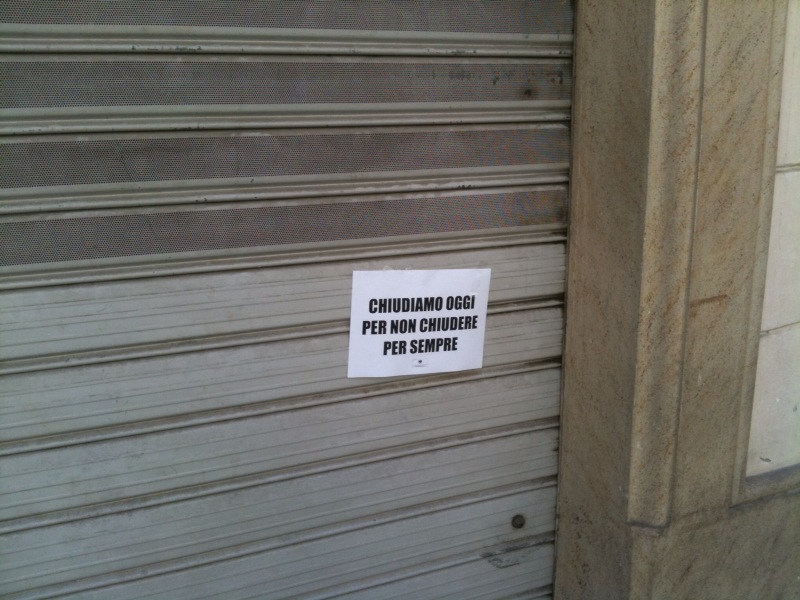 CHIUDIAMO OGGI
PER NON CHIUDERE
PER SEMPRE